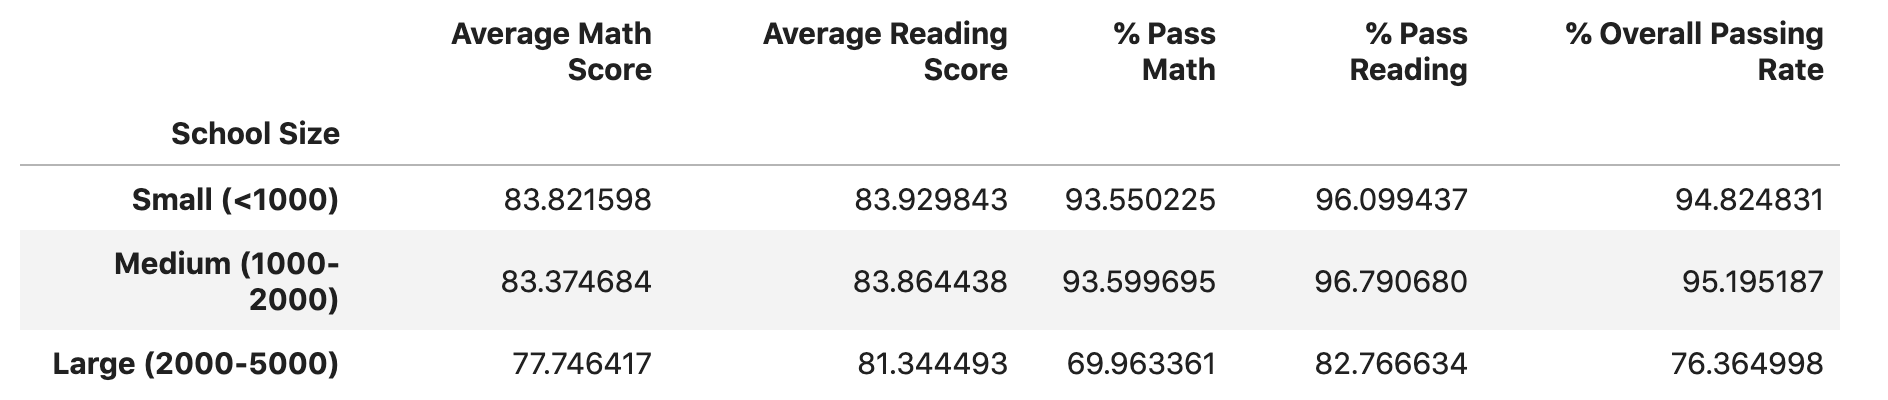 Average Math Average Reading % Pass % Pass % Overall Passing
Score Score Math Reading Rate
School Size
Small (<1000) 83.821598 83.929843 93.550225 96.099437 94.824831
Medium (1000-
2000) 83.374684 83.864438 93.599695 96.790680 95.195187
Large (2000-5000) 77.746417 81.344493 69.963361 82.766634 76.364998